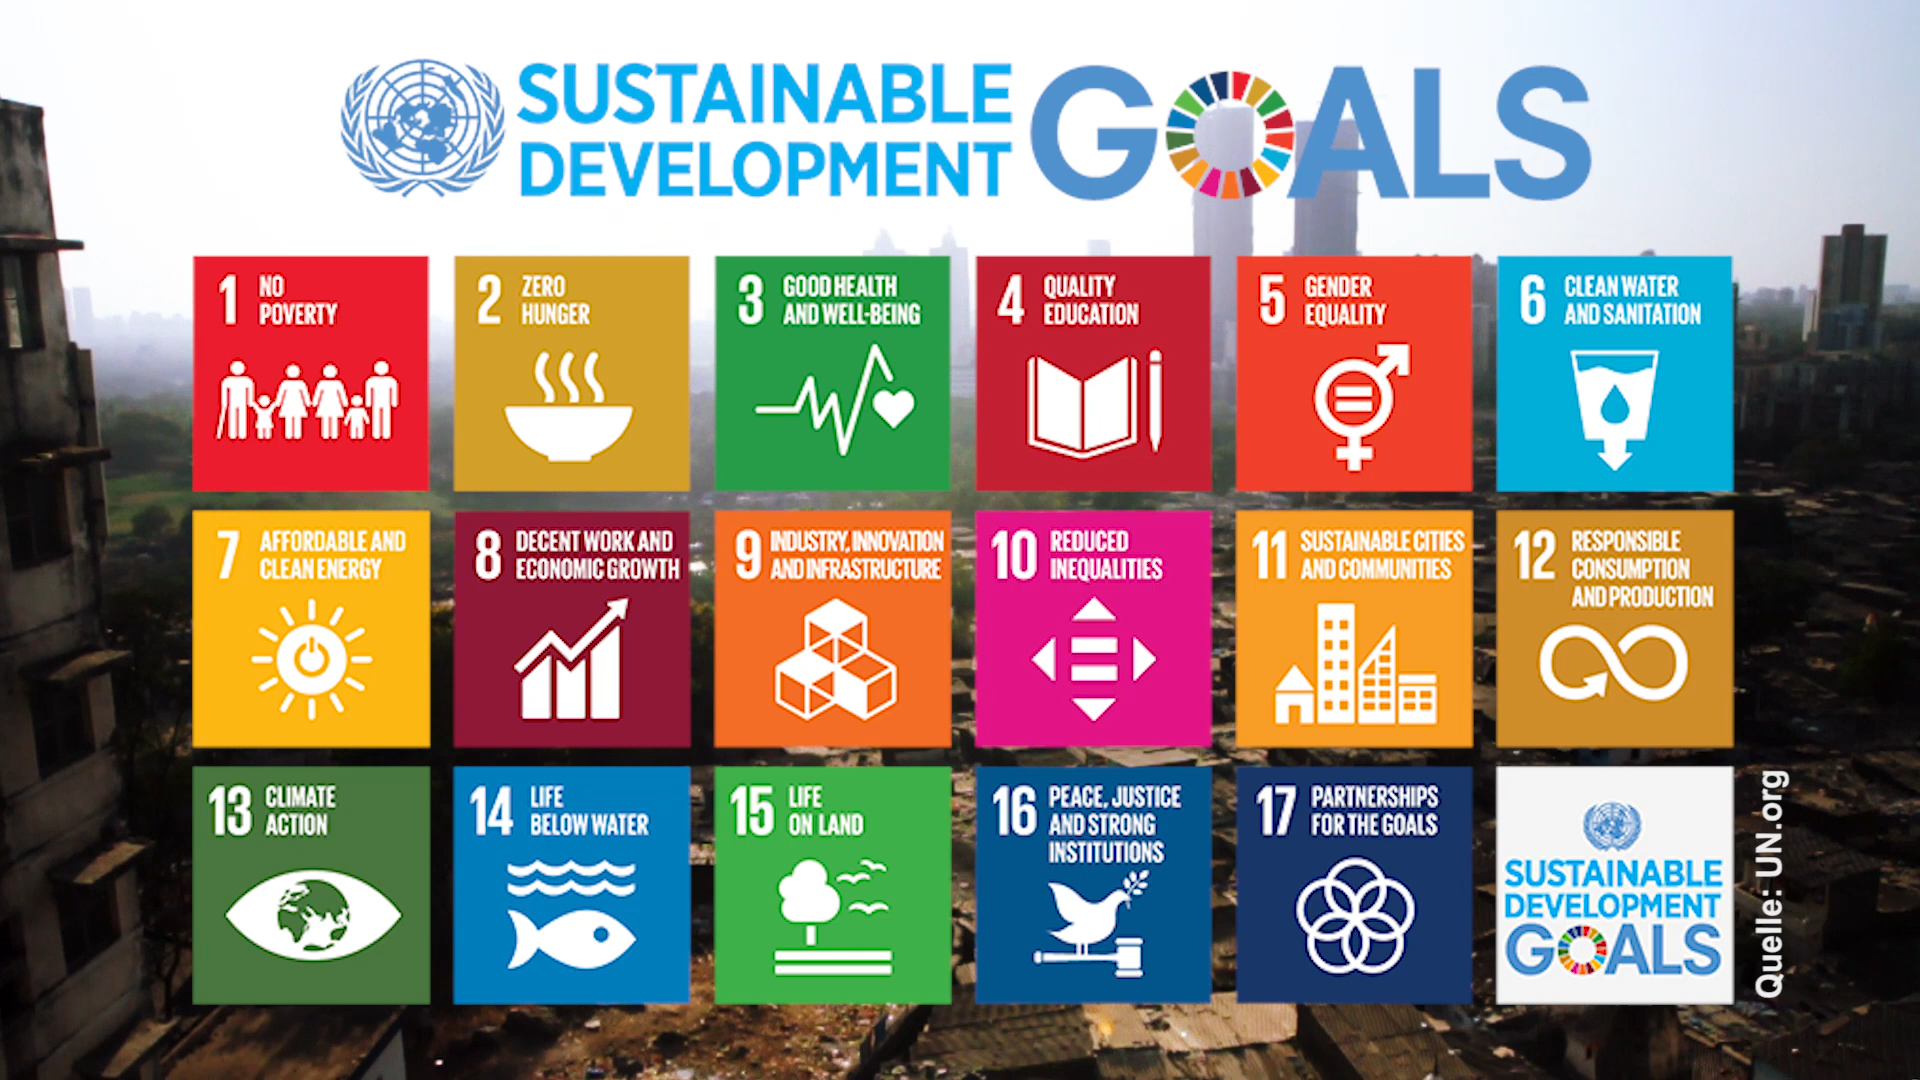 SUSTAINABLE
DEVELOPMENT
GOALS
1 NO
POVERTY
2 ZERO
HUNGER
3 GOOD HEALTH
AND WELL-BEING
4 QUALITY
EDUCATION
5 GENDER
EQUALITY
6 CLEAN WATER
AND SANITATION
7 AFFORDABLE AND
CLEAN ENERGY
8 DECENT WORK AND
ECONOMIC GROWTH
9 INDUSTRY, INNOVATION
AND INFRASTRUCTURE
10 REDUCED
INEQUALITIES
11 SUSTAINABLE CITIES
AND COMMUNITIES
12 RESPONSIBLE
CONSUMPTION
AND PRODUCTION
13 CLIMATE
ACTION
14 LIFE
BELOW WATER
15 LIFE
ON LAND
16 PEACE, JUSTICE
AND STRONG
INSTITUTIONS
17 PARTNERSHIPS
FOR THE GOALS
SUSTAINABLE
DEVELOPMENT
GOALS
Quelle: UN.org